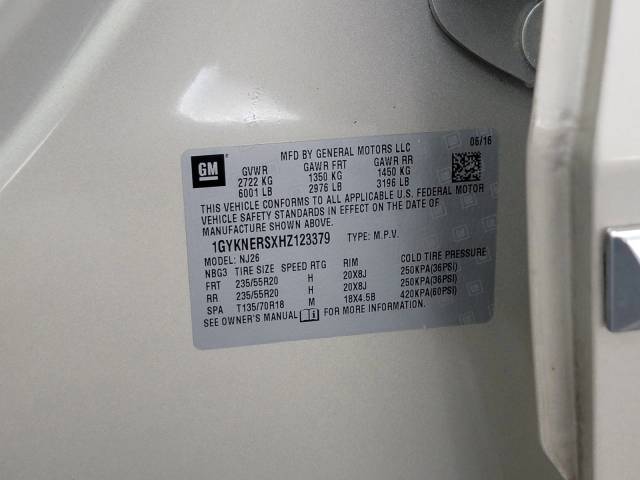 06/16
MFD BY GENERAL MOTORS LLC
GM
GVWR GAWR FRT GAWR RR
2722 KG 1350 KG 1450 KG
6001 LB 2976 LB 3196 LB
THIS VEHICLE CONFORMS TO ALL APPLICABLE U.S. FEDERAL MOTOR
VEHICLE SAFETY STANDARDS IN EFFECT ON THE DATE OF
MANUFACTURE SHOWN ABOVE.
1GYKNERSXHZ123379 TYPE: M.P.V.
MODEL: NJ26
NBG3 TIRE SIZE SPEED RTG RIM COLD TIRE PRESSURE
FRT 235/55R20 H 20X8J 250KPA(36PSI)
RR 235/55R20 H 20X8J 250KPA(36PSI)
SPA T135/70R18 M 18X4.5B 420KPA(60PSI)
SEE OWNER'S MANUAL i FOR MORE INFORMATION.